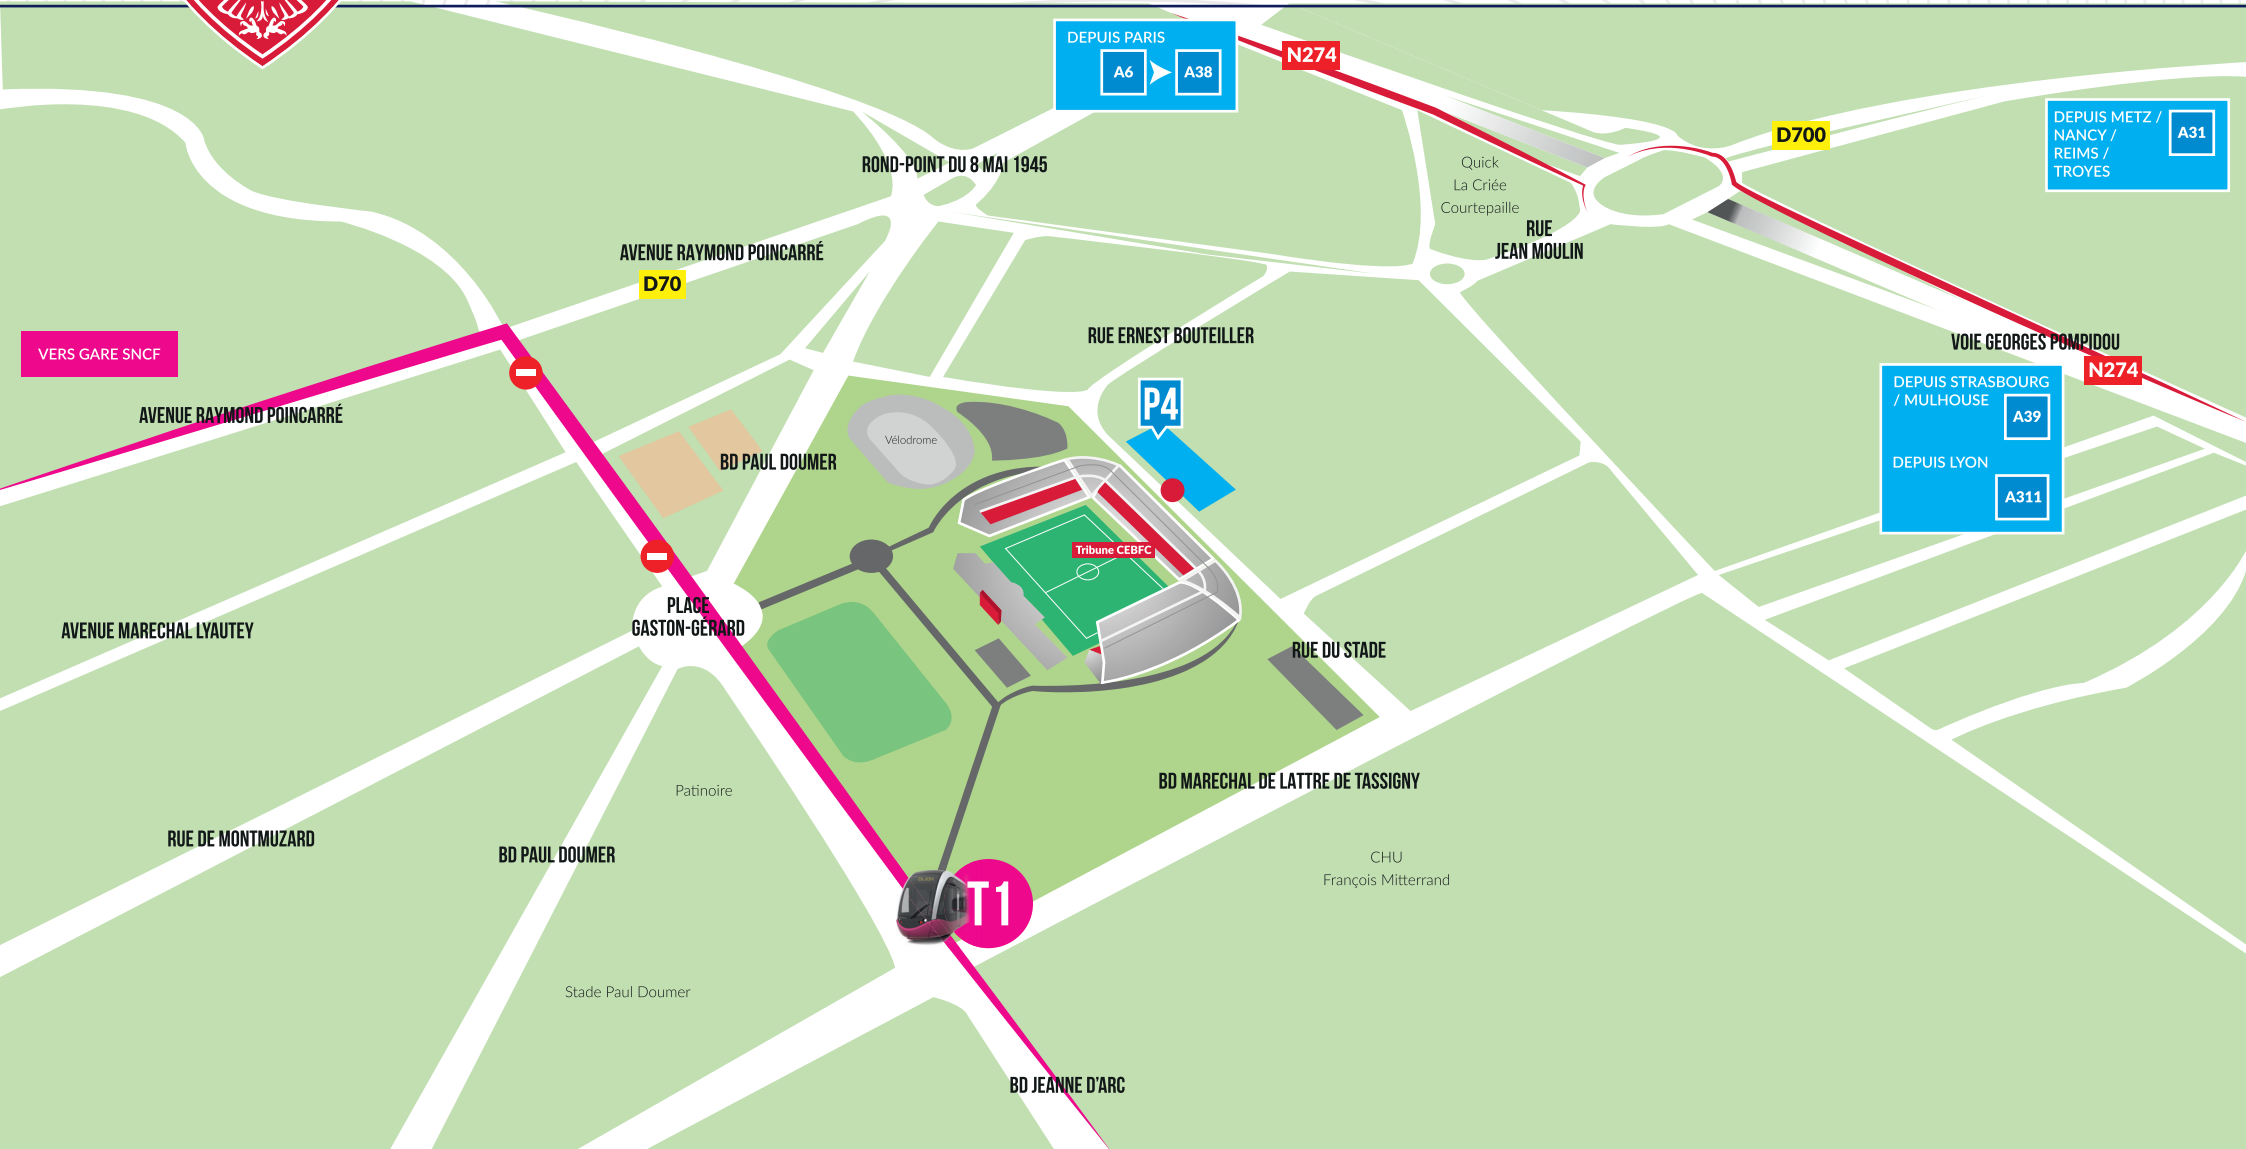 DEPUIS PARIS
A6
A38
N274
D700
DEPUIS METZ /
NANCY /
REIMS /
TROYES
A31
ROND-POINT DU 8 MAI 1945
Quick
La Criée
Courtepaille
RUE
JEAN MOULIN
AVENUE RAYMOND POINCARRÉ
D70
VERS GARE SNCF
RUE ERNEST BOUTEILLER
VOIE GEORGES POMPIDOU
N274
DEPUIS STRASBOURG
/ MULHOUSE
A39
DEPUIS LYON
A311
AVENUE RAYMOND POINCARRÉ
P4
Vélodrome
BD PAUL DOUMER
Tribune CEBFC
PLACE
GASTON-GÉRARD
AVENUE MARECHAL LYAUTEY
RUE DU STADE
BD MARECHAL DE LATTRE DE TASSIGNY
Patinoire
RUE DE MONTMUZARD
BD PAUL DOUMER
CHU
François Mitterrand
T1
Stade Paul Doumer
BD JEANNE D'ARC